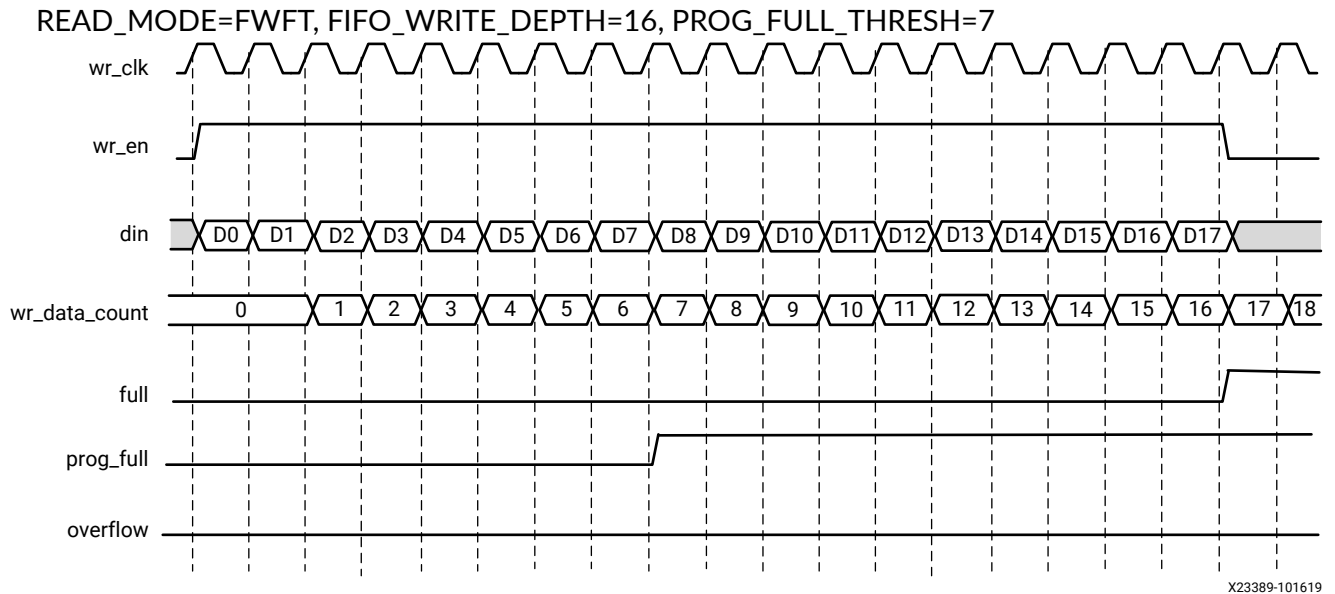 READ_MODE=FWFT, FIFO_WRITE_DEPTH=16, PROG_FULL_THRESH=7
wr_clk
wr_en
din D0 D1 D2 D3 D4 D5 D6 D7 D8 D9 D10 D11 D12 D13 D14 D15 D16 D17
wr_data_count 0 1 2 3 4 5 6 7 8 9 10 11 12 13 14 15 16 17 18
full
prog_full
overflow
X23389-101619